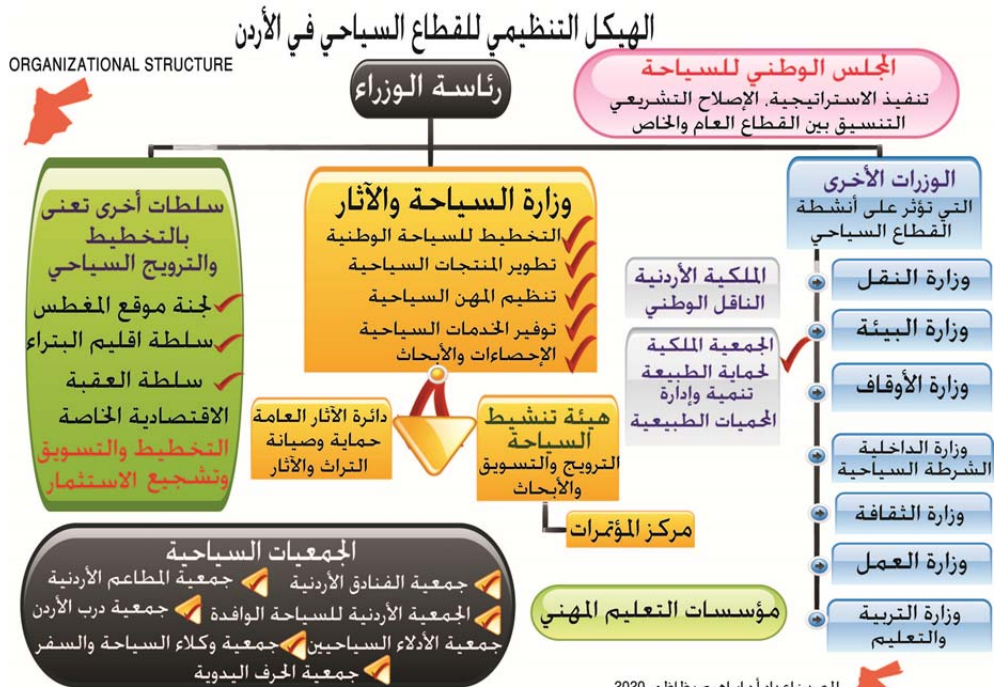 الهيكل التنظيمي للقطاع السياحي في الأردن
ORGANIZATIONAL STRUCTURE
رئاسة الوزراء
المجلس الوطني للسياحة
تنفيذ الاستراتيجية، الإصلاح التشريعي
التنسيق بين القطاع العام والخاص
الوزرات الأخرى
التي تؤثر على أنشطة
القطاع السياحي
وزارة النقل
وزارة البيئة
وزارة الأوقاف
وزارة الداخلية
الشرطة السياحية
وزارة الثقافة
وزارة العمل
وزارة التربية
والتعليم
الملكية الأردنية
الناقل الوطني
الجمعية الملكية
لحماية الطبيعة
تنمية وإدارة
المحميات الطبيعية
وزارة السياحة والآثار
التخطيط للسياحة الوطنية
تطوير المنتجات السياحية
تنظيم المهن السياحية
توفير الخدمات السياحية
الإحصاءات والأبحاث
هيئة تنشيط
السياحة
الترويج والتسويق
والأبحاث
مركز المؤتمرات
دائرة الآثار العامة
حماية وصيانة
التراث والآثار
سلطات أخرى تعنى
بالتخطيط
والترويج السياحي
لجنة موقع المغطس
سلطة اقليم البتراء
سلطة العقبة
الاقتصادية الخاصة
التخطيط والتسويق
وتشجيع الاستثمار
مؤسسات التعليم المهني
الجمعيات السياحية
جمعية الفنادق الأردنية جمعية المطاعم الأردنية
الجمعية الأردنية للسياحة الوافدة جمعية درب الأردن
جمعية الأدلاء السياحيين جمعية وكلاء السياحة والسفر
جمعية الحرف اليدوية
2020